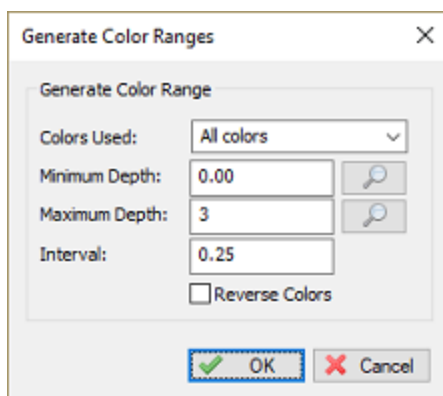 Generate Color Ranges
Generate Color Range
Colors Used: All colors
Minimum Depth: 0.00
Maximum Depth: 3
Interval: 0.25
Reverse Colors
OK Cancel